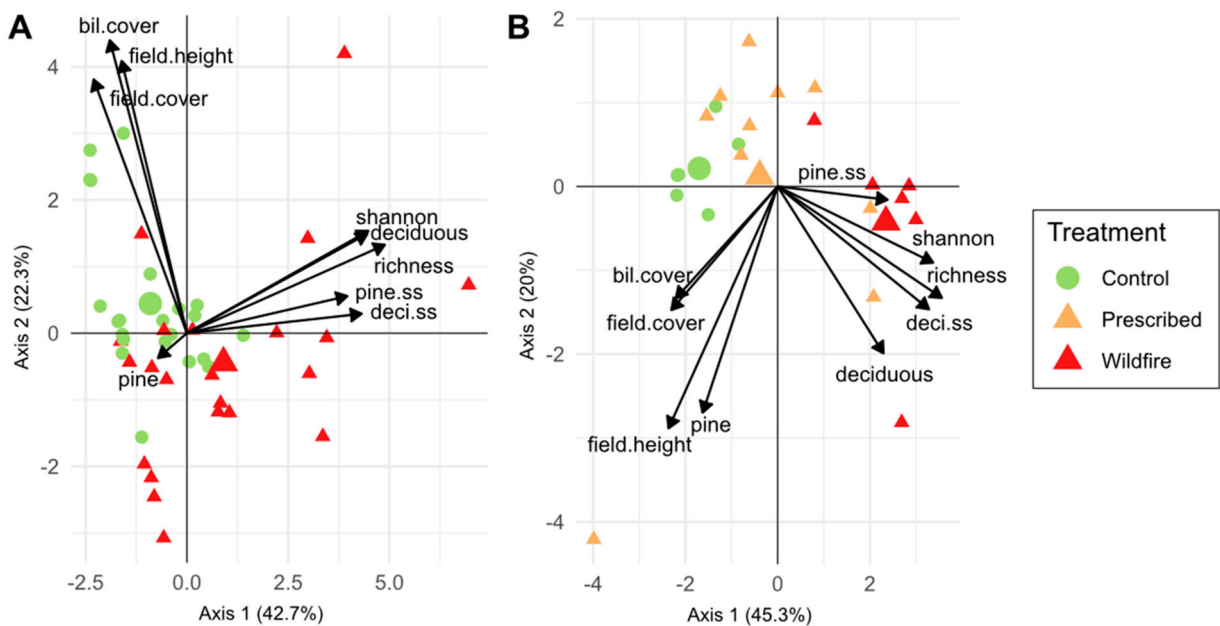 A
bil.cover
field.height
field.cover
shannon
deciduous
richness
pine.ss
deci.ss
pine
4
2
0
-2
-2.5
0.0
2.5
5.0
Axis 2 (22.3%)
Axis 1 (42.7%)
B
pine.ss
shannon
richness
deci.ss
deciduous
bil.cover
field.cover
pine
field.height
2
0
-2
-4
-4
-2
0
2
Axis 2 (20%)
Axis 1 (45.3%)
Treatment
Control
Prescribed
Wildfire